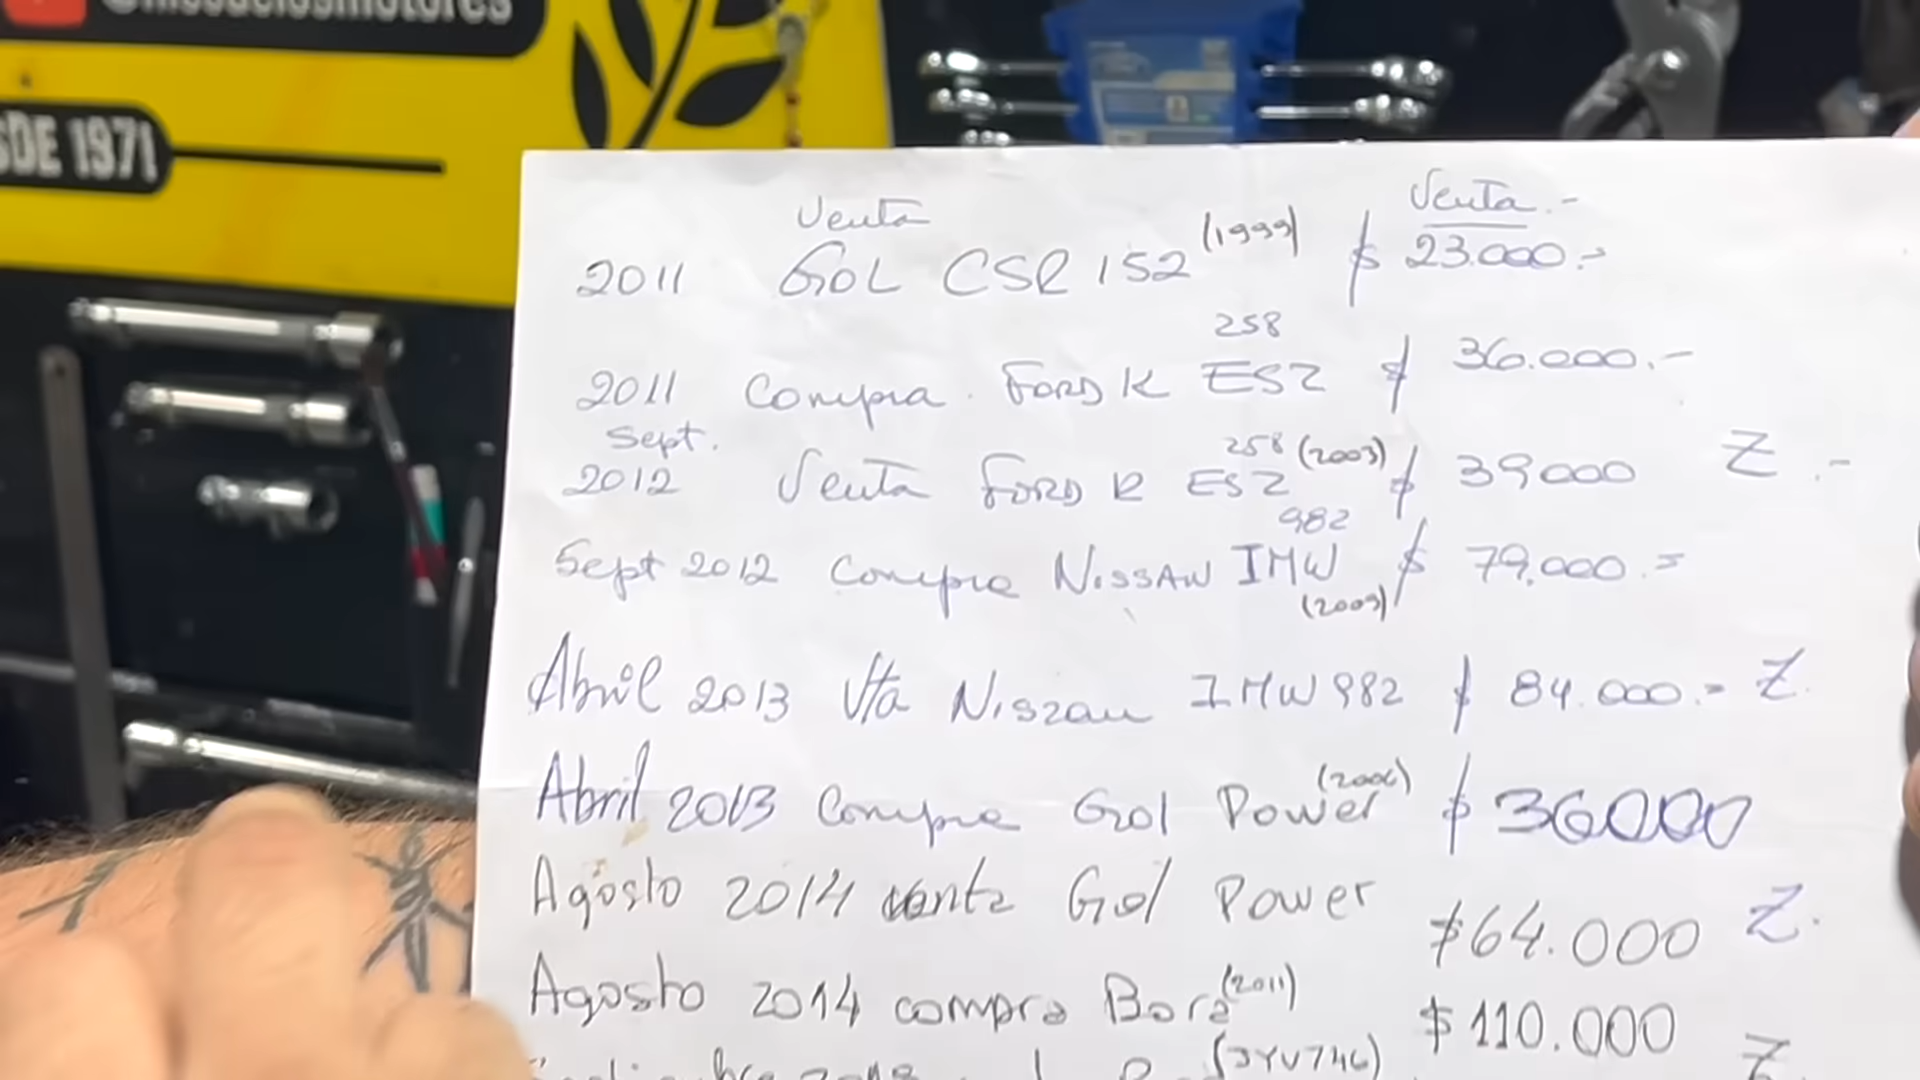 SDE 1971
Venta
Venta.-
2011 GOL CSR 152 (1999) $ 23.000.-
258
2011 Compra Ford K ESZ $ 36.000.-
Sept.
258 (2003)
2012 Venta Ford K ESZ $ 39000 Z.-
982
Sept 2012 Compra Nissan IMW $ 79.000.=
(2009)
Abril 2013 Vta Nissan IMW 982 $ 84.000.= Z.
Abril 2013 Compra Gol Power (2006) $ 36000
Agosto 2014 venta Gol Power $64.000 Z.
Agosto 2014 compra Bora (2011) $110.000
(JYV746) Z